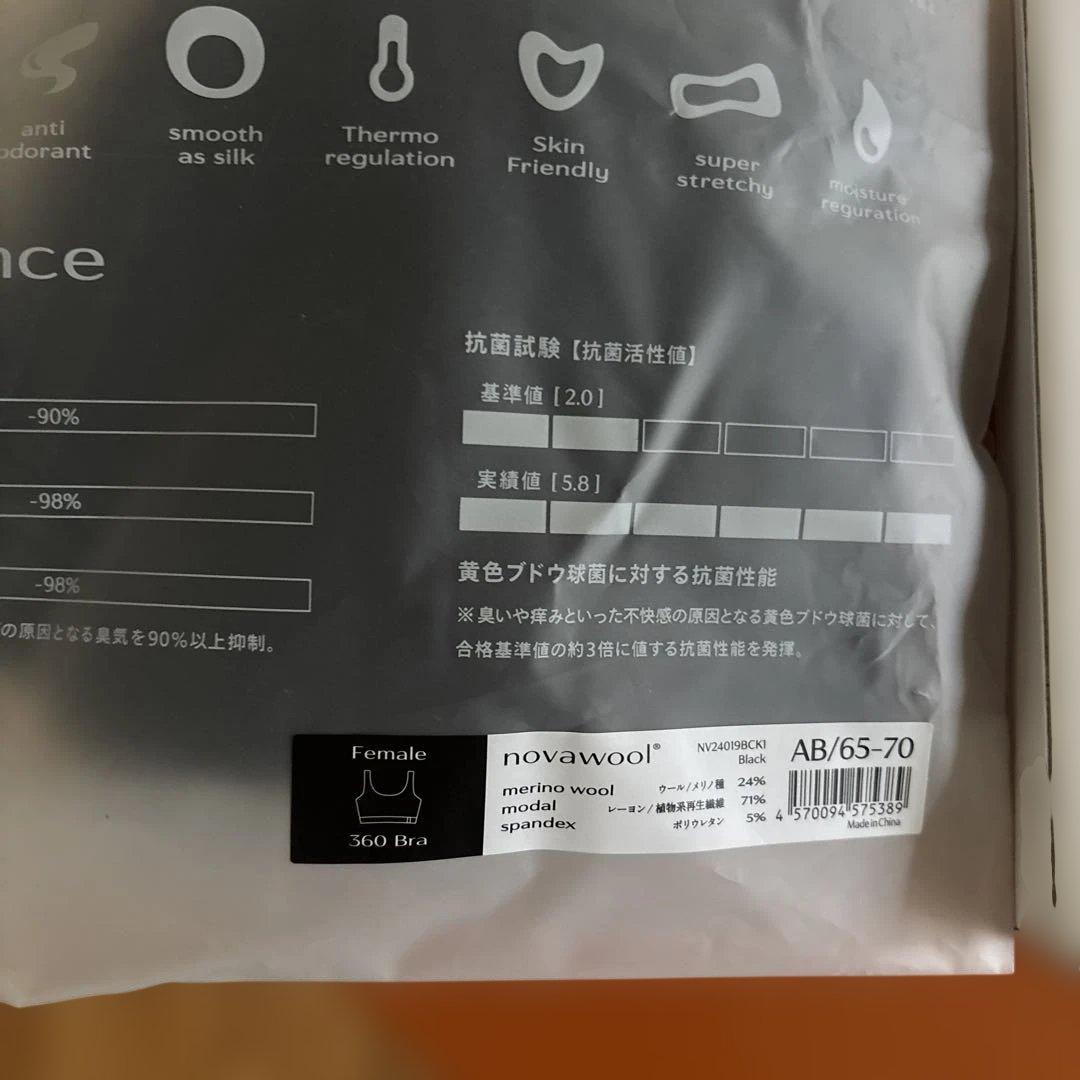 anti
odorant
smooth
as silk
Thermo
regulation
Skin
Friendly
super
stretchy
moisture
reguration
nce
-90%
-98%
-98%
の原因となる臭気を90%以上抑制。
抗菌試験【抗菌活性値】
基準値 [2.0]
実績値 [5.8]
黄色ブドウ球菌に対する抗菌性能
※臭いや痒みといった不快感の原因となる黄色ブドウ球菌に対して、
合格基準値の約3倍に値する抗菌性能を発揮。
Female
360 Bra
novawool®
merino wool
modal
spandex
NV24019BCK1
Black
ウール/メリノ種 24%
レーヨン/植物系再生繊維 71%
ポリウレタン 5%
AB/65-70
4 570094 575389
Made in China